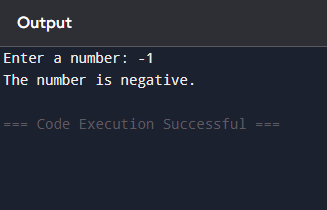 Output
Enter a number: -1
The number is negative.
=== Code Execution Successful ===